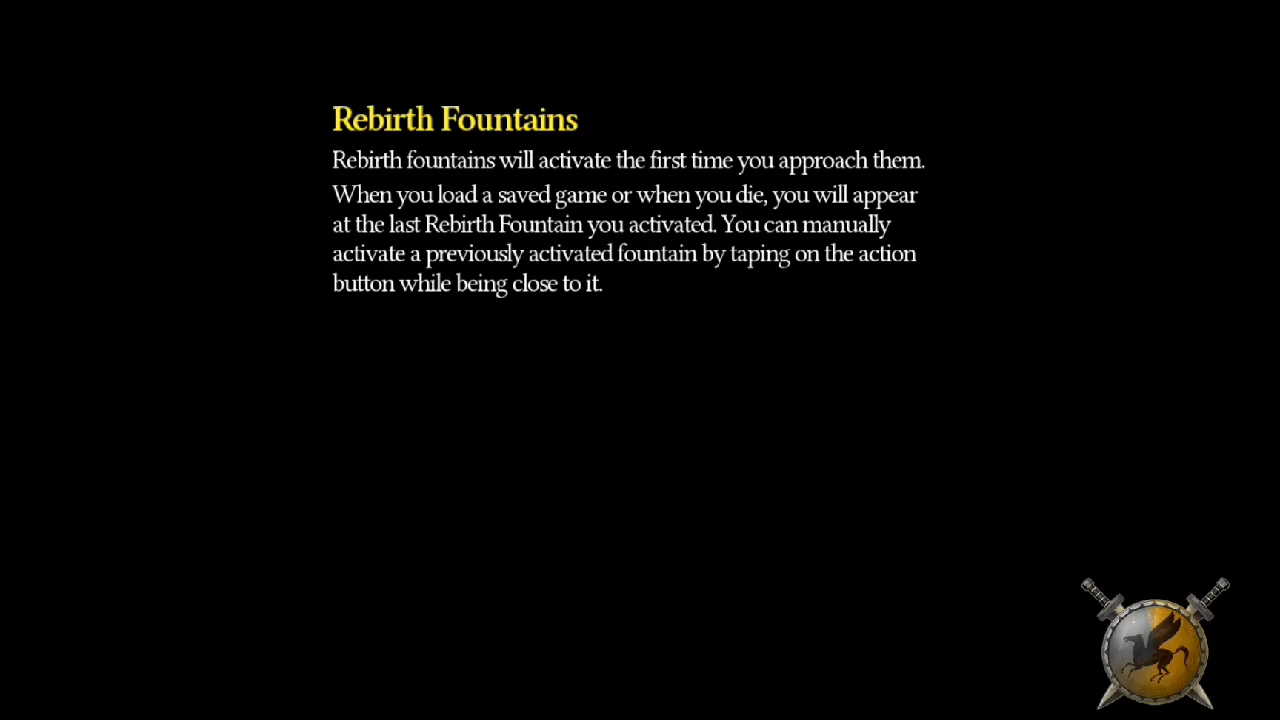 Rebirth Fountains
Rebirth fountains will activate the first time you approach them.
When you load a saved game or when you die, you will appear
at the last Rebirth Fountain you activated. You can manually
activate a previously activated fountain by taping on the action
button while being close to it.